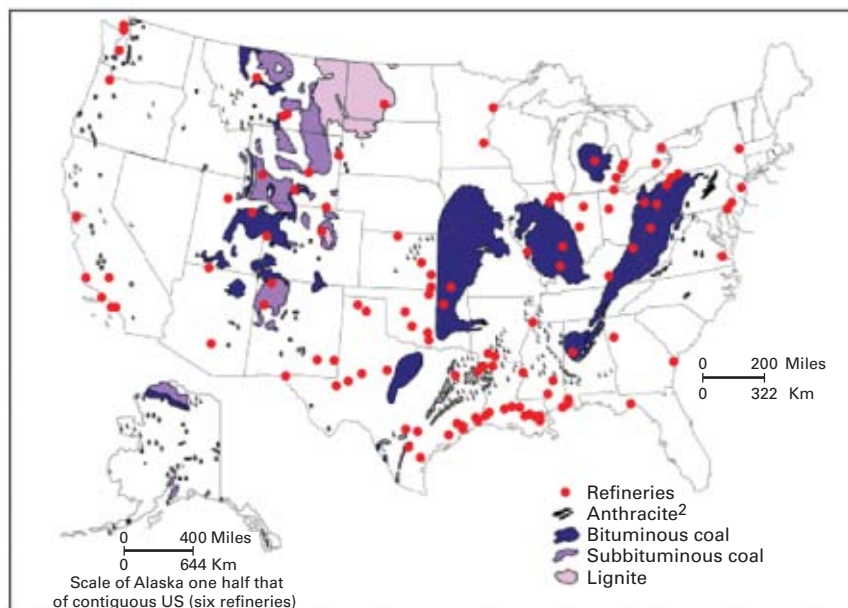 0 200 Miles
0 322 Km
Refineries
Anthracite2
Bituminous coal
Subbituminous coal
Lignite
0 400 Miles
0 644 Km
Scale of Alaska one half that
of contiguous US (six refineries)